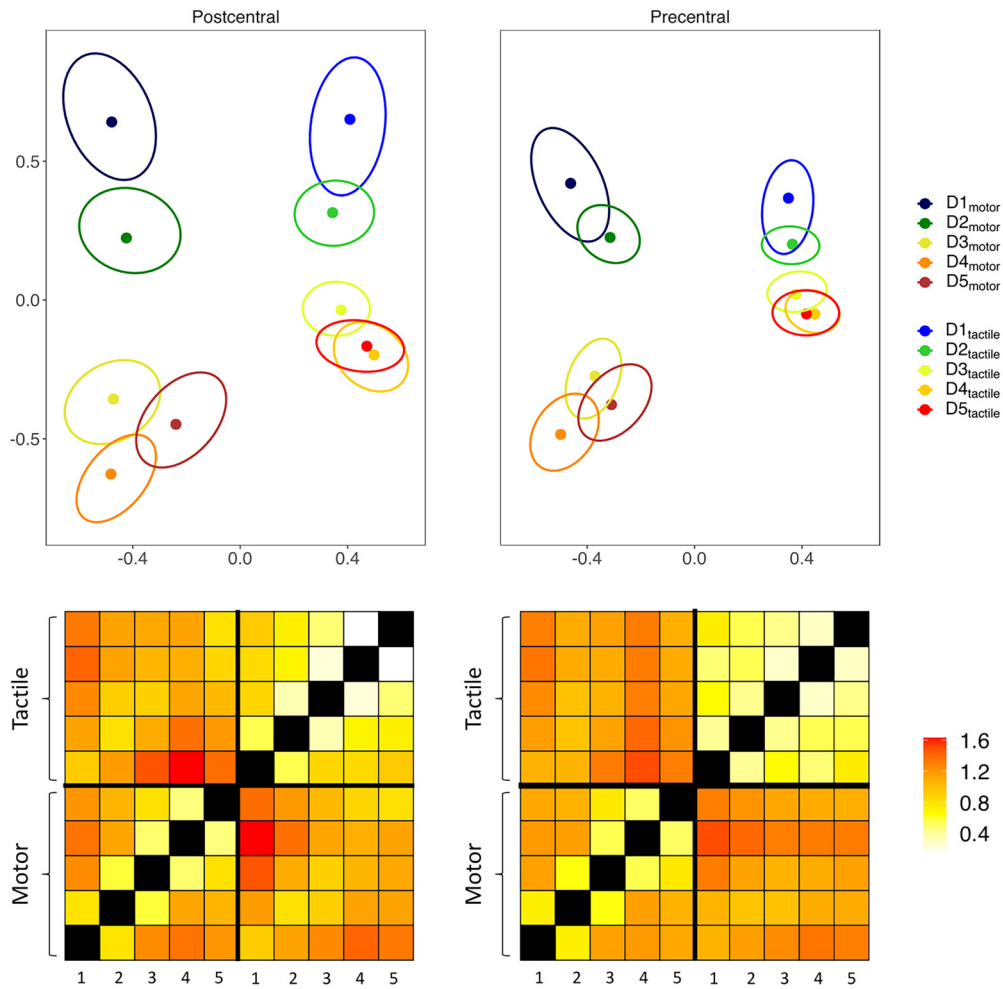 Postcentral
Precentral
0.5
0.0
-0.5
-0.4 0.0 0.4
-0.4 0.0 0.4
D1motor
D2motor
D3motor
D4motor
D5motor
D1tactile
D2tactile
D3tactile
D4tactile
D5tactile
Tactile
Motor
1 2 3 4 5 1 2 3 4 5
Tactile
Motor
1 2 3 4 5 1 2 3 4 5
1.6
1.2
0.8
0.4